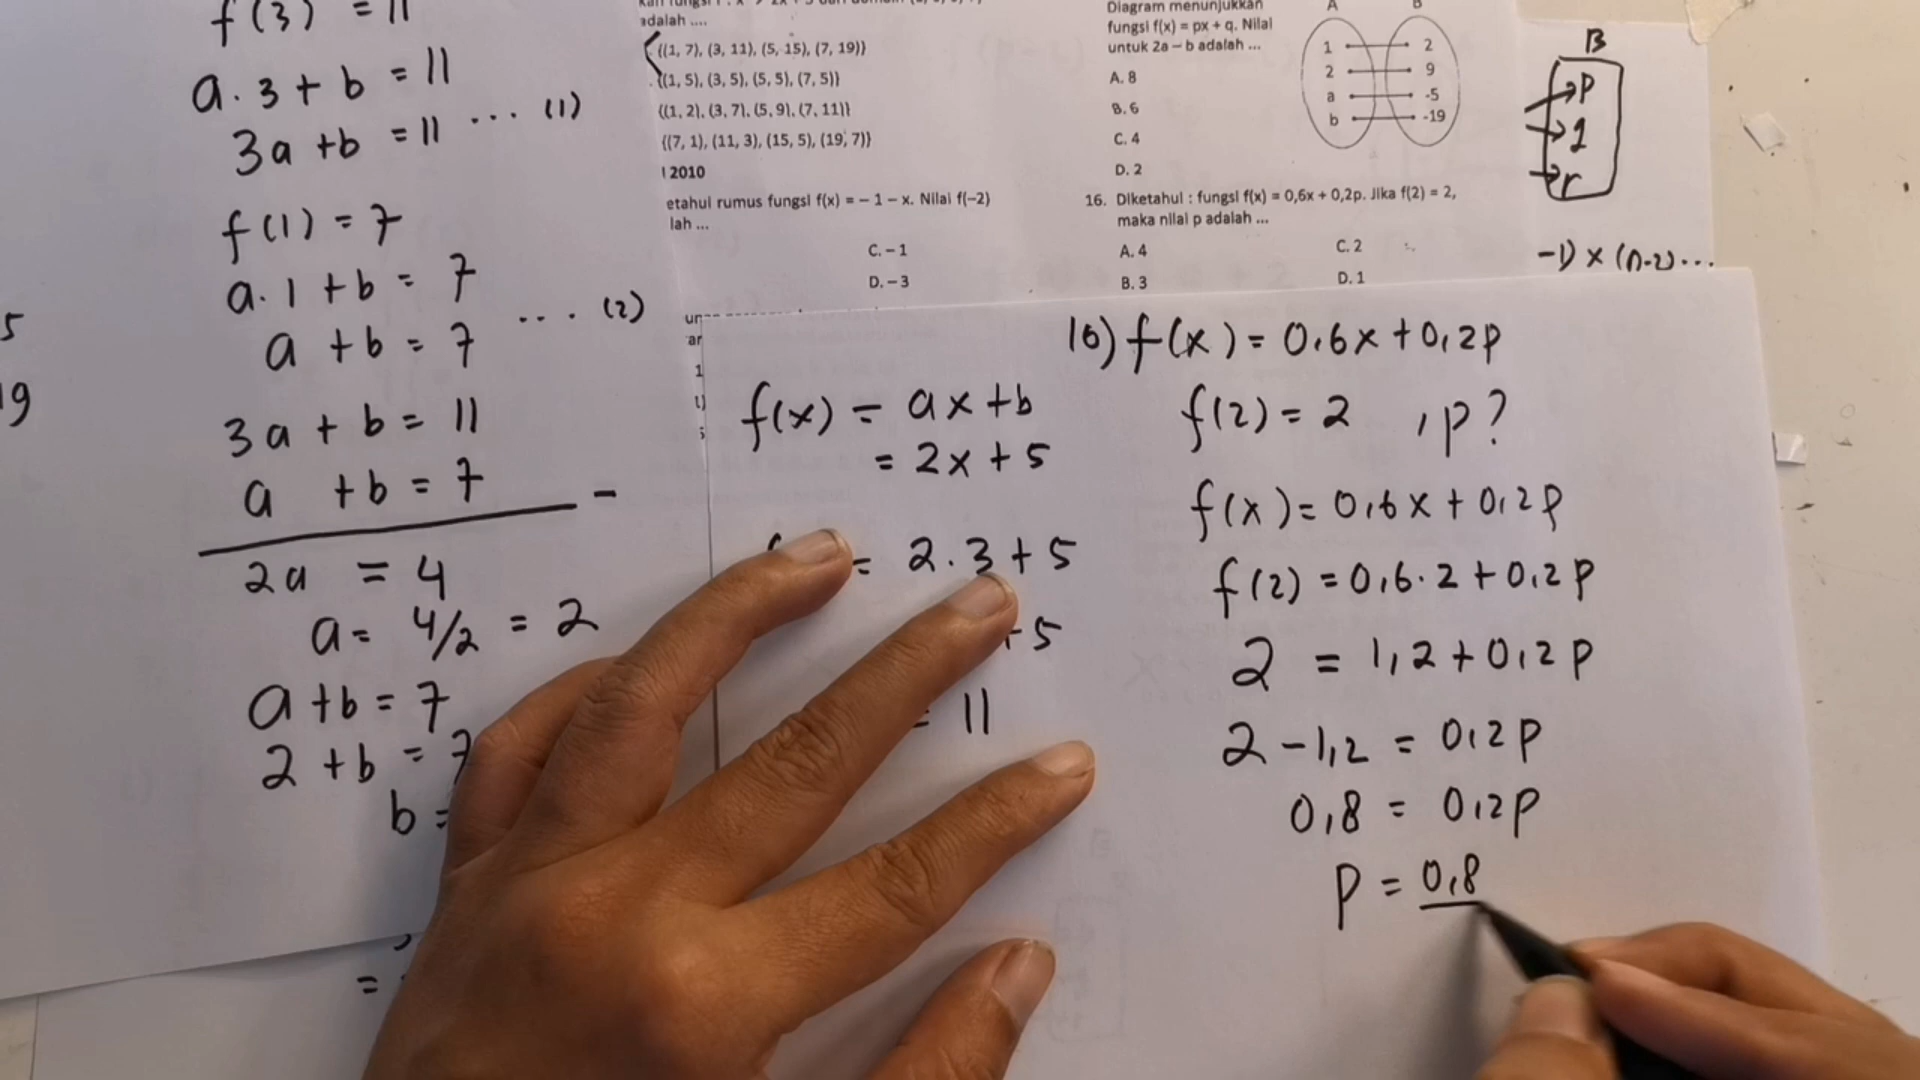 f(3) = 11
a.3 + b = 11
3a + b = 11 ... (1)
f(1) = 7
a.1 + b = 7
a + b = 7 .... (2)
3a + b = 11
a + b = 7 -
2a = 4
a = 4/2 = 2
a + b = 7
2 + b = 7
b =
=
5
19
adalah ....
{(1, 7), (3, 11), (5, 15), (7, 19)}
{(1, 5), (3, 5), (5, 5), (7, 5)}
{(1, 2), (3, 7), (5, 9), (7, 11)}
{(7, 1), (11, 3), (15, 5), (19, 7)}
2010
etahui rumus fungsi f(x) = − 1 − x. Nilai f(−2)
lah ...
C. − 1
D. − 3
un
ar
1
Diagram menunjukkan
fungsi f(x) = px + q. Nilai
untuk 2a − b adalah ...
A. 8
B. 6
C. 4
D. 2
A B
1 2
2 9
a -5
b -19
16. Diketahui : fungsi f(x) = 0,6x + 0,2p. Jika f(2) = 2,
maka nilai p adalah ...
A. 4 C. 2
B. 3 D. 1
B
p
q
r
-1) × (n-2) ...
f(x) = ax + b
= 2x + 5
= 2.3 + 5
+ 5
= 11
16) f(x) = 0,6x + 0,2p
f(2) = 2 , p?
f(x) = 0,6x + 0,2p
f(2) = 0,6.2 + 0,2p
2 = 1,2 + 0,2p
2 - 1,2 = 0,2p
0,8 = 0,2p
p = 0,8